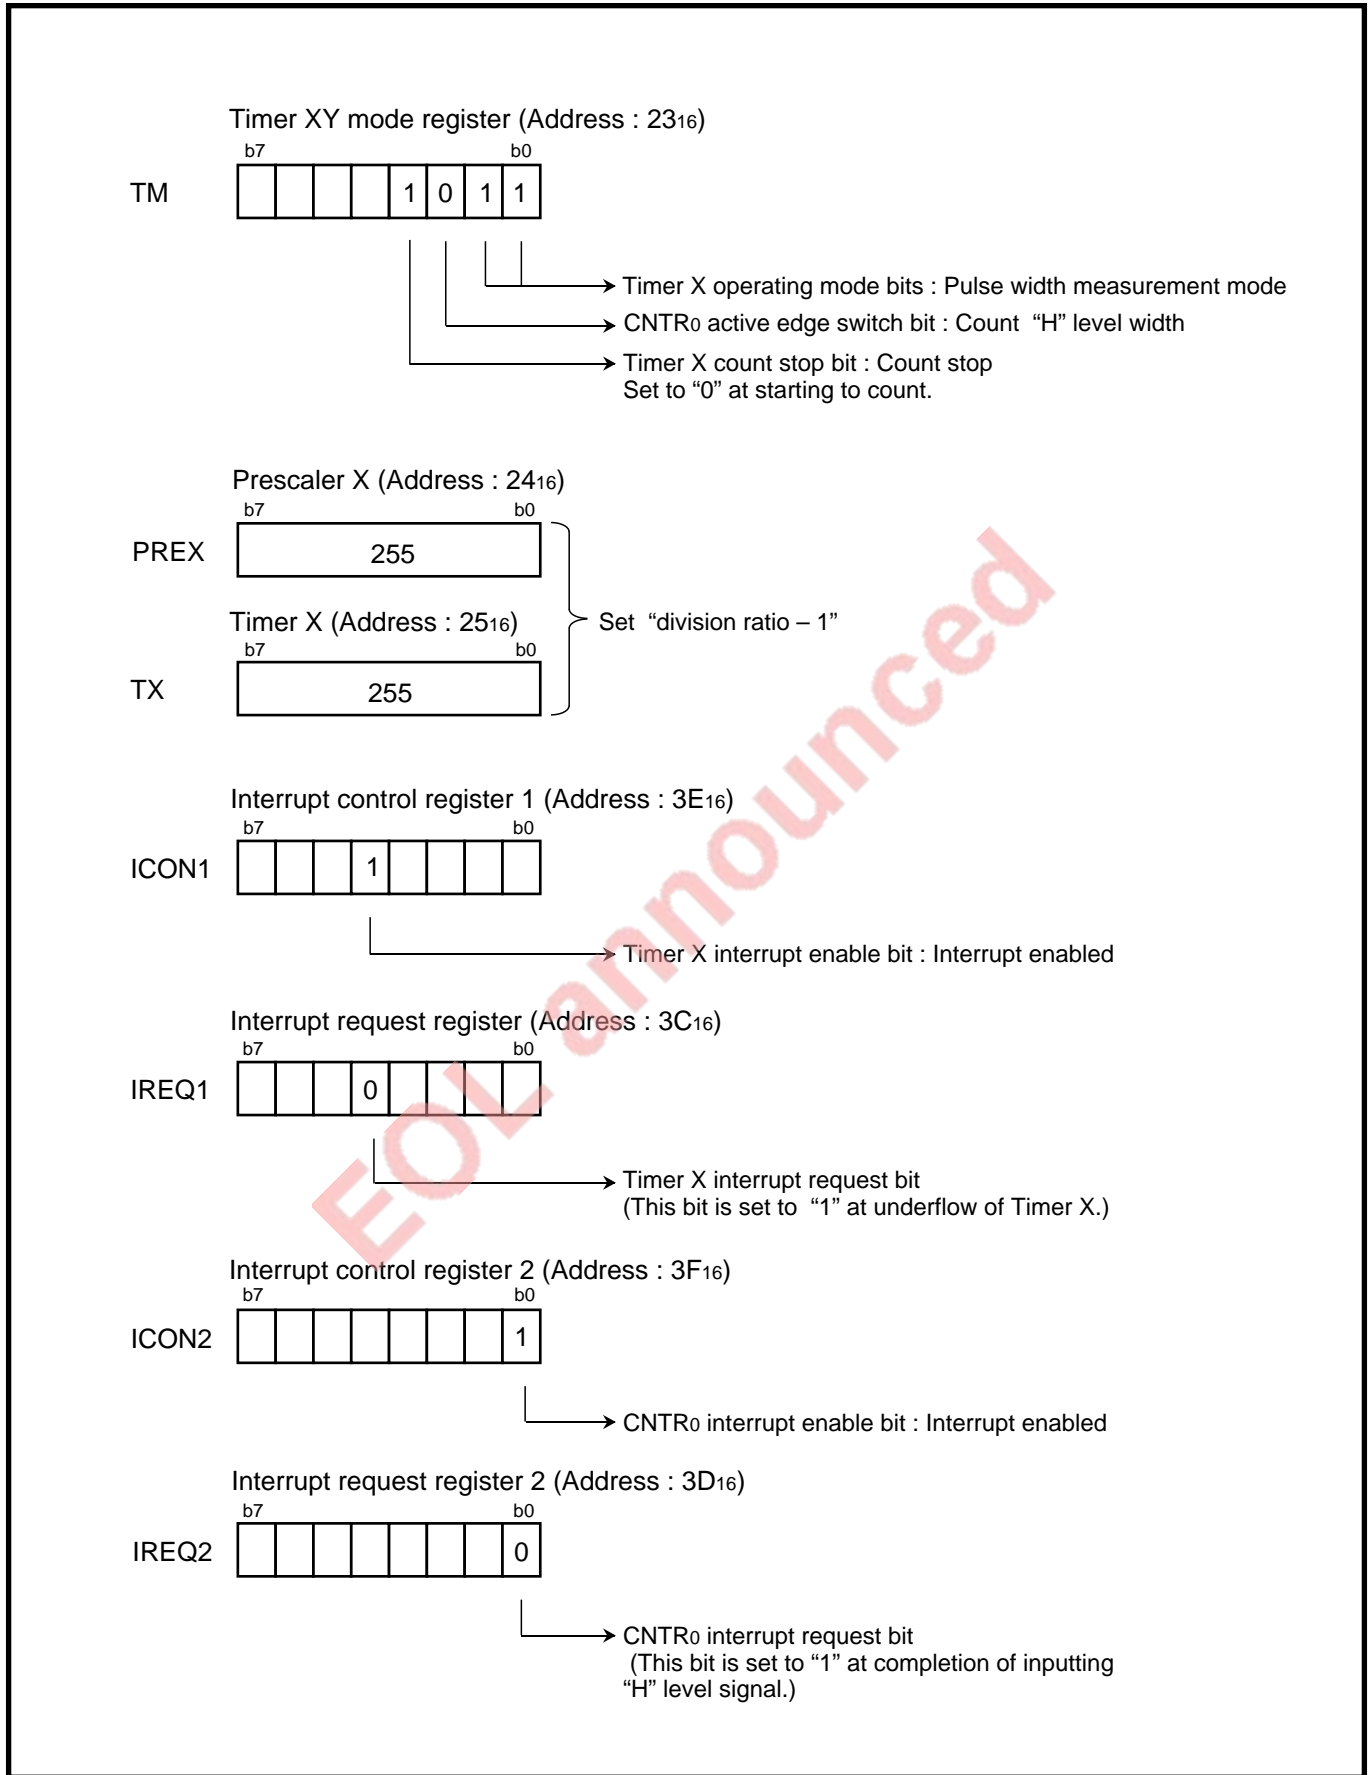 Timer XY mode register (Address : 2316)
b7 b0
TM 1 0 1 1
Timer X operating mode bits : Pulse width measurement mode
CNTR0 active edge switch bit : Count “H” level width
Timer X count stop bit : Count stop
Set to “0” at starting to count.
Prescaler X (Address : 2416)
b7 b0
PREX 255
Timer X (Address : 2516)
Set “division ratio – 1”
b7 b0
TX 255
Interrupt control register 1 (Address : 3E16)
b7 b0
ICON1 1
Timer X interrupt enable bit : Interrupt enabled
Interrupt request register (Address : 3C16)
b7 b0
IREQ1 0
Timer X interrupt request bit
(This bit is set to “1” at underflow of Timer X.)
Interrupt control register 2 (Address : 3F16)
b7 b0
ICON2 1
CNTR0 interrupt enable bit : Interrupt enabled
Interrupt request register 2 (Address : 3D16)
b7 b0
IREQ2 0
CNTR0 interrupt request bit
(This bit is set to “1” at completion of inputting
“H” level signal.)
EOL announced